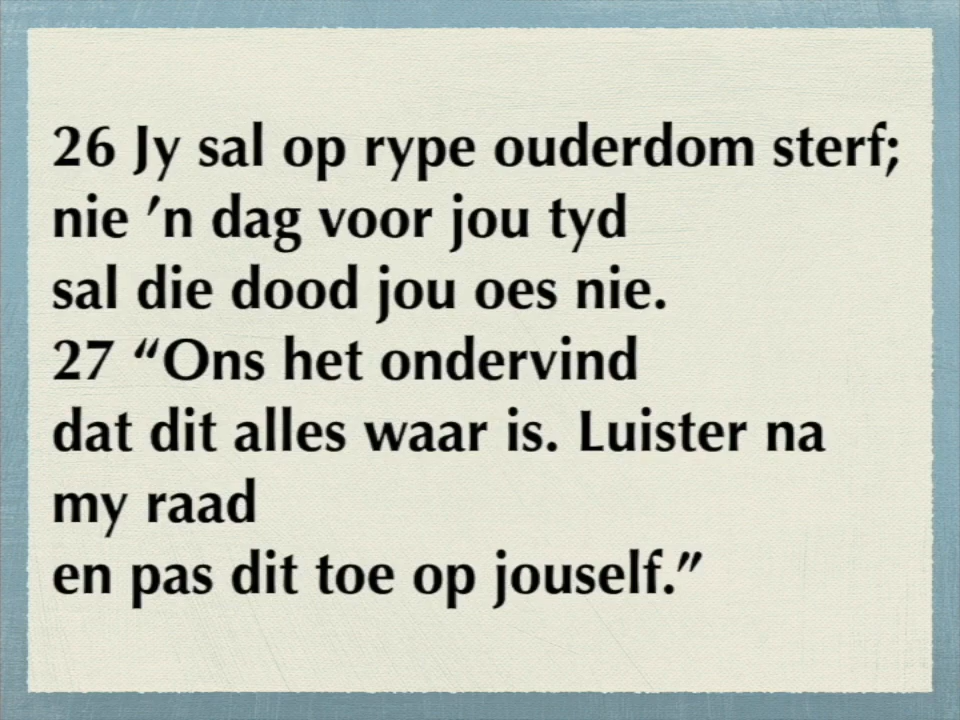 26 Jy sal op rype ouderdom sterf;
nie ’n dag voor jou tyd
sal die dood jou oes nie.
27 “Ons het ondervind
dat dit alles waar is. Luister na
my raad
en pas dit toe op jouself.”